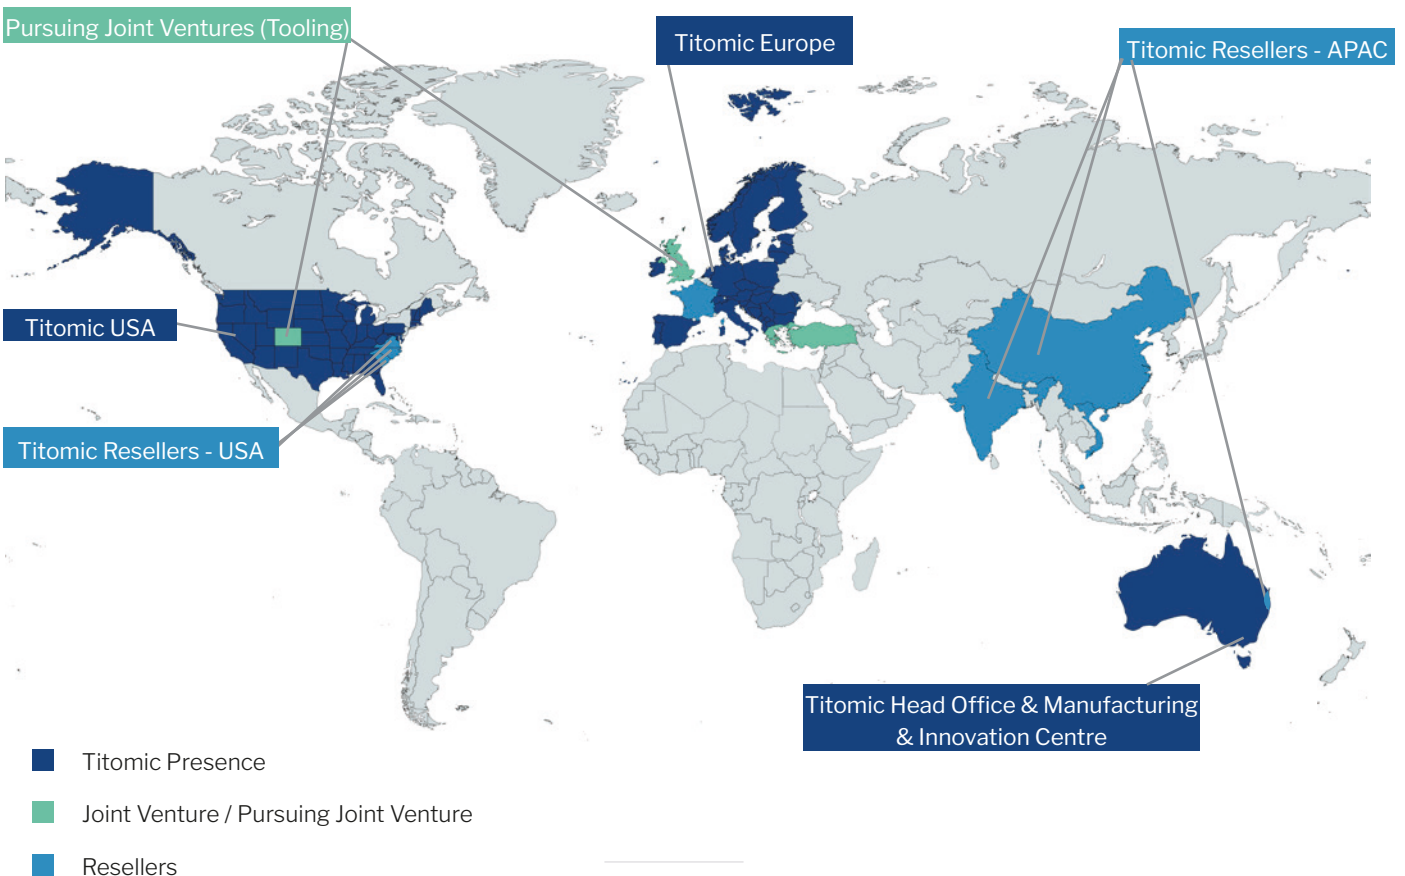 Pursuing Joint Ventures (Tooling)
Titomic Europe
Titomic Resellers - APAC
Titomic USA
Titomic Resellers - USA
Titomic Head Office & Manufacturing
& Innovation Centre
Titomic Presence
Joint Venture / Pursuing Joint Venture
Resellers